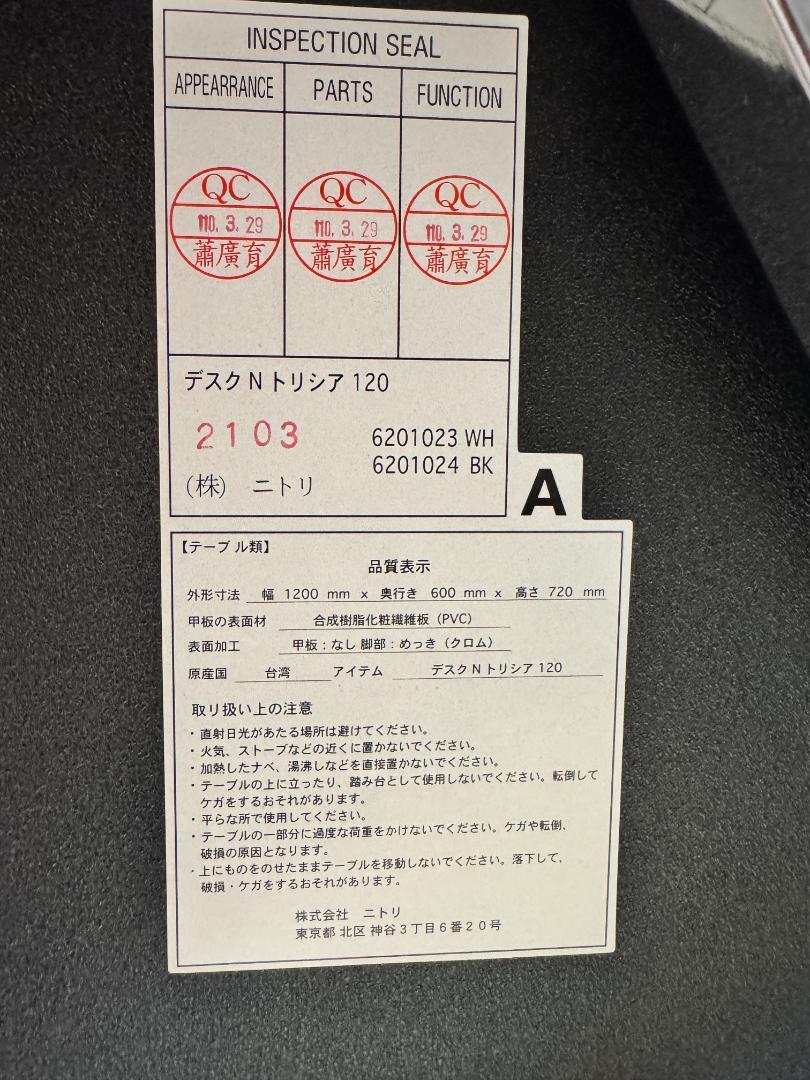 INSPECTION SEAL
APPEARRANCE PARTS FUNCTION
QC QC QC
110. 3. 29 110. 3. 29 110. 3. 29
蕭廣育 蕭廣育 蕭廣育
デスク N トリシア 120
2103
6201023 WH
6201024 BK
(株) ニトリ
A
【テーブル類】
品質表示
外形寸法 幅 1200 mm x 奥行き 600 mm x 高さ 720 mm
甲板の表面材 合成樹脂化粧繊維板（PVC）
表面加工 甲板：なし 脚部：めっき（クロム）
原産国 台湾 アイテム デスク N トリシア 120
取り扱い上の注意
・直射日光があたる場所は避けてください。
・火気、ストーブなどの近くに置かないでください。
・加熱したナベ、湯沸しなどを直接置かないでください。
・テーブルの上に立ったり、踏み台として使用しないでください。転倒して
ケガをするおそれがあります。
・平らな所で使用してください。
・テーブルの一部分に過度な荷重をかけないでください。ケガや転倒、
破損の原因となります。
・上にものをのせたままテーブルを移動しないでください。落下して、
破損・ケガをするおそれがあります。
株式会社 ニトリ
東京都 北区 神谷３丁目６番２０号